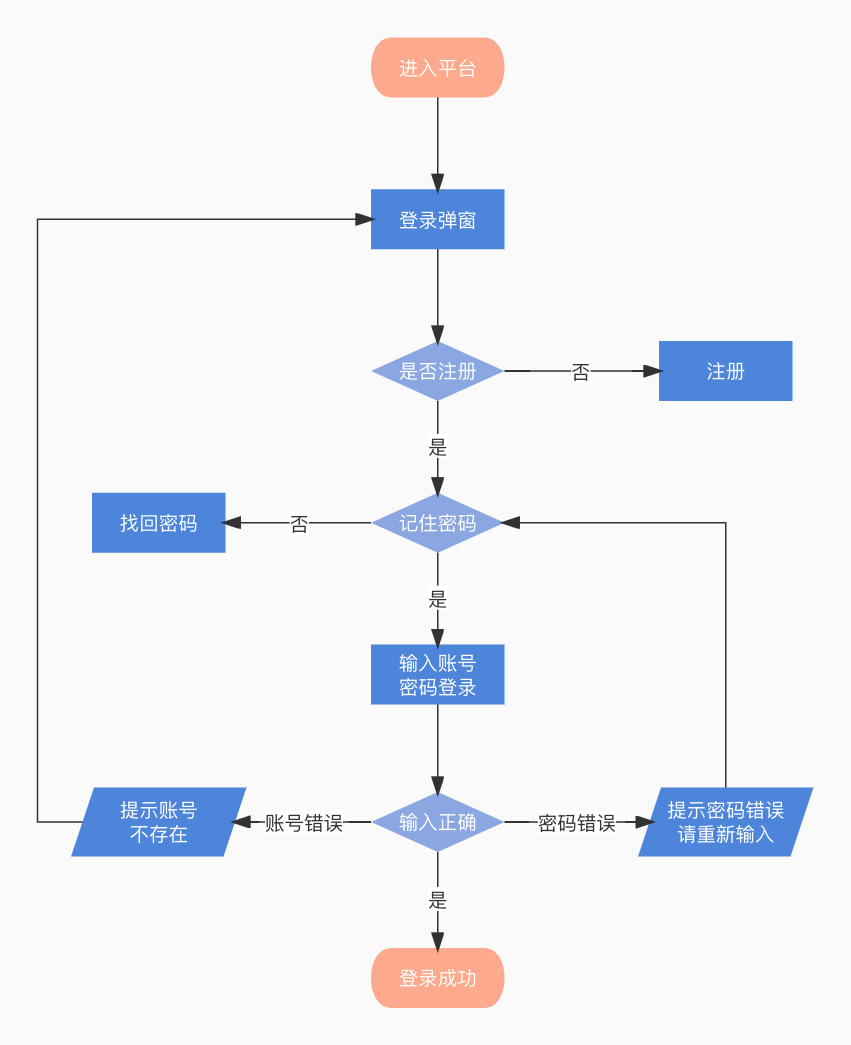 进入平台
登录弹窗
是否注册
否
注册
是
找回密码
否
记住密码
是
输入账号
密码登录
提示账号
不存在
账号错误
输入正确
密码错误
提示密码错误
请重新输入
是
登录成功